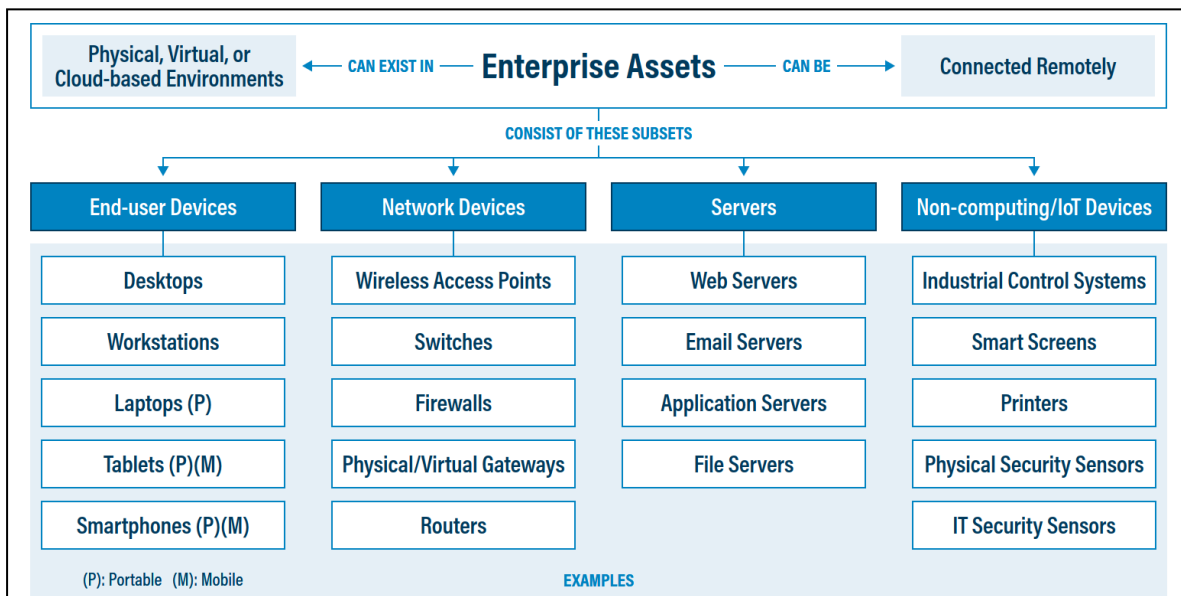 Physical, Virtual, or
Cloud-based Environments
CAN EXIST IN
Enterprise Assets
CAN BE
Connected Remotely
CONSIST OF THESE SUBSETS
End-user Devices
Network Devices
Servers
Non-computing/IoT Devices
Desktops
Wireless Access Points
Web Servers
Industrial Control Systems
Workstations
Switches
Email Servers
Smart Screens
Laptops (P)
Firewalls
Application Servers
Printers
Tablets (P)(M)
Physical/Virtual Gateways
File Servers
Physical Security Sensors
Smartphones (P)(M)
Routers
IT Security Sensors
(P): Portable (M): Mobile
EXAMPLES